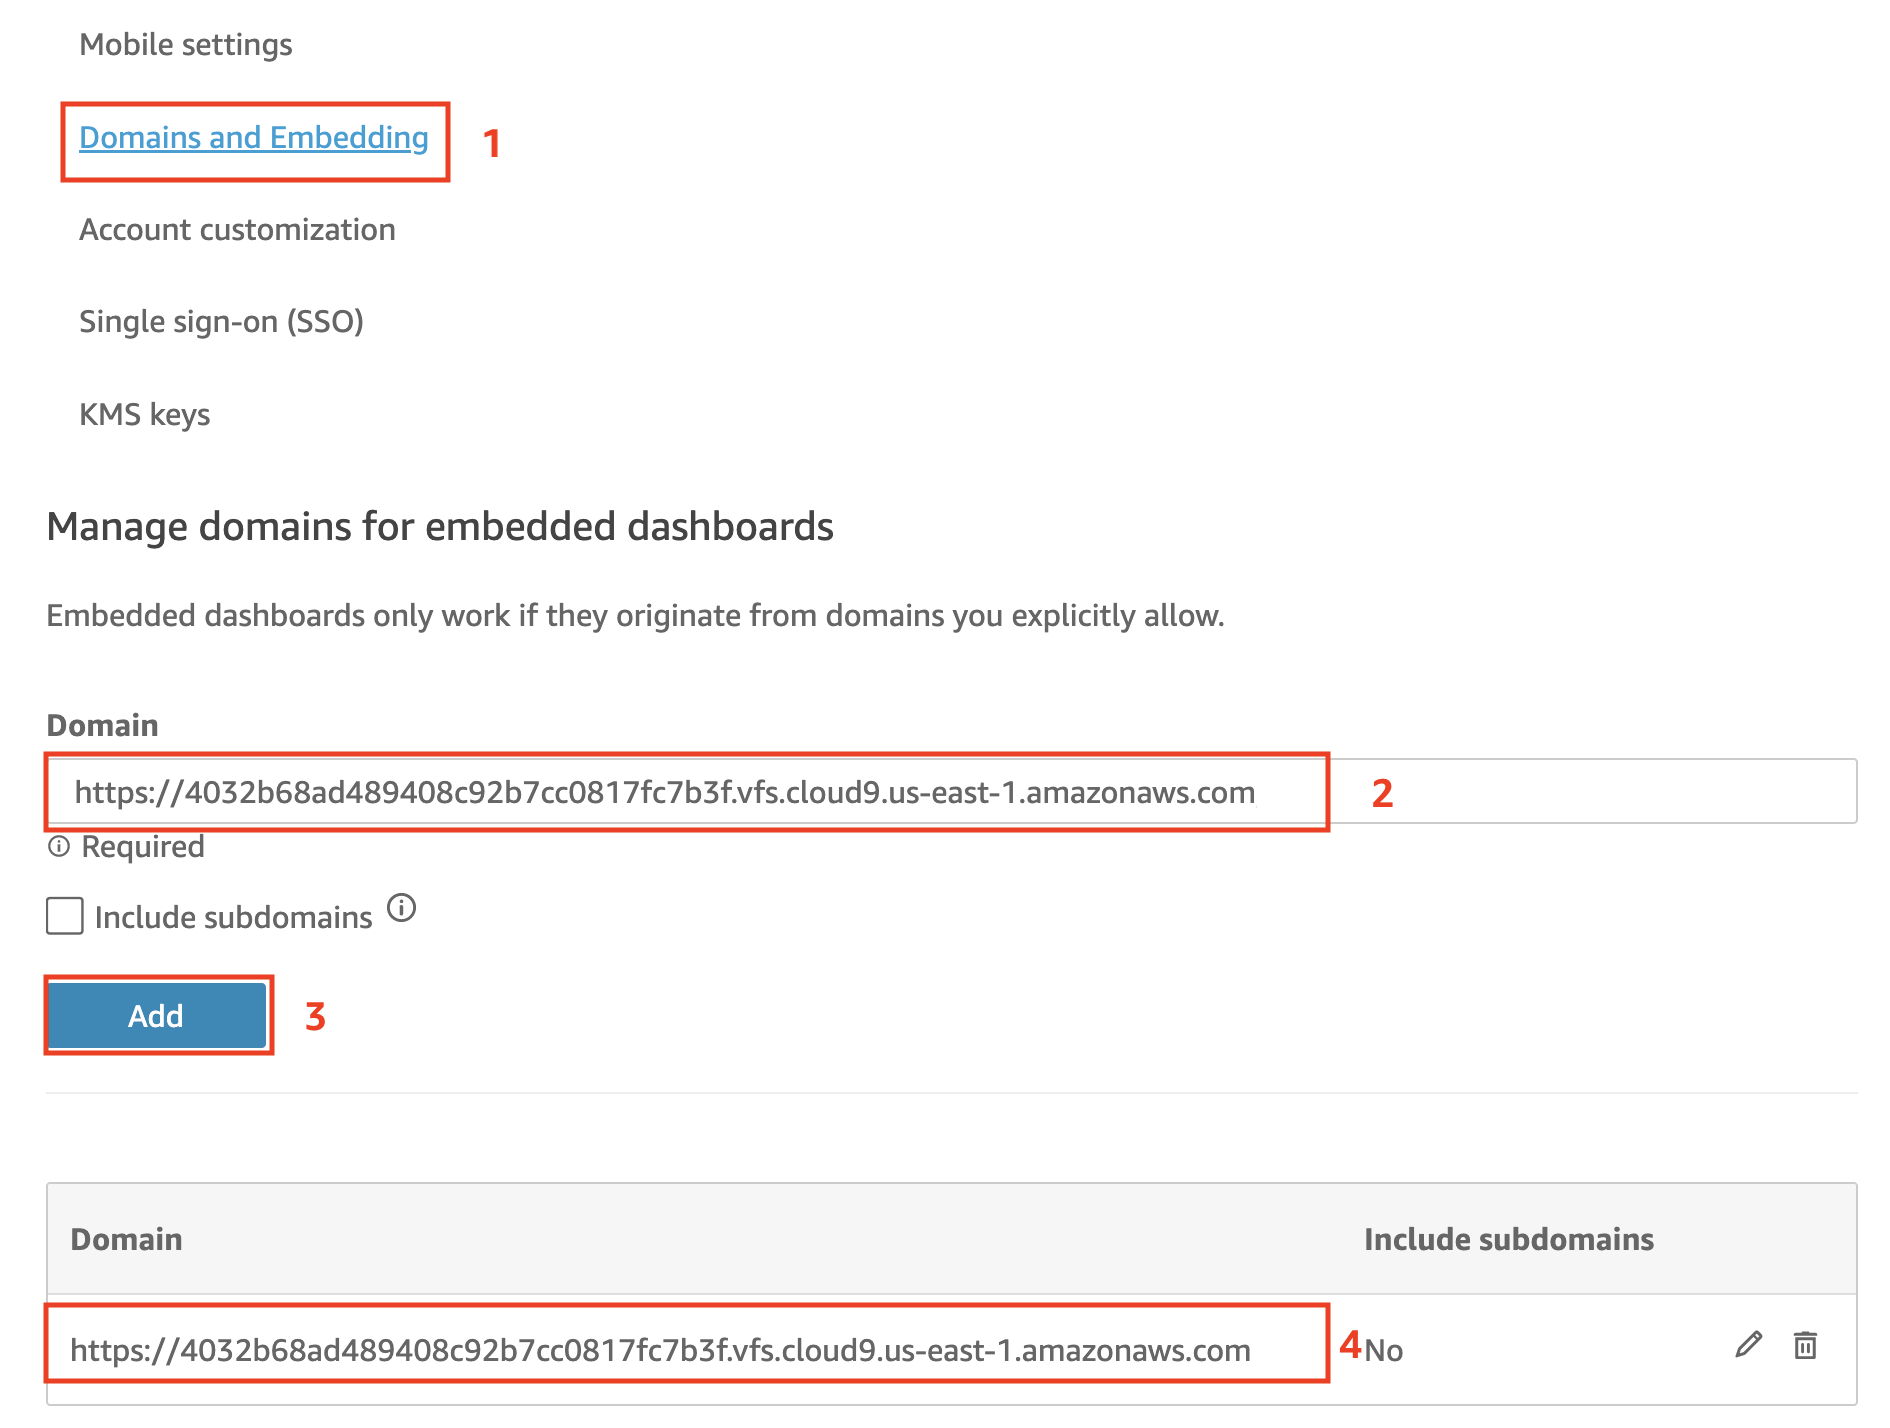 Mobile settings
Domains and Embedding 1
Account customization
Single sign-on (SSO)
KMS keys
Manage domains for embedded dashboards
Embedded dashboards only work if they originate from domains you explicitly allow.
Domain
https://4032b68ad489408c92b7cc0817fc7b3f.vfs.cloud9.us-east-1.amazonaws.com 2
Required
Include subdomains
Add 3
Domain Include subdomains
https://4032b68ad489408c92b7cc0817fc7b3f.vfs.cloud9.us-east-1.amazonaws.com 4 No